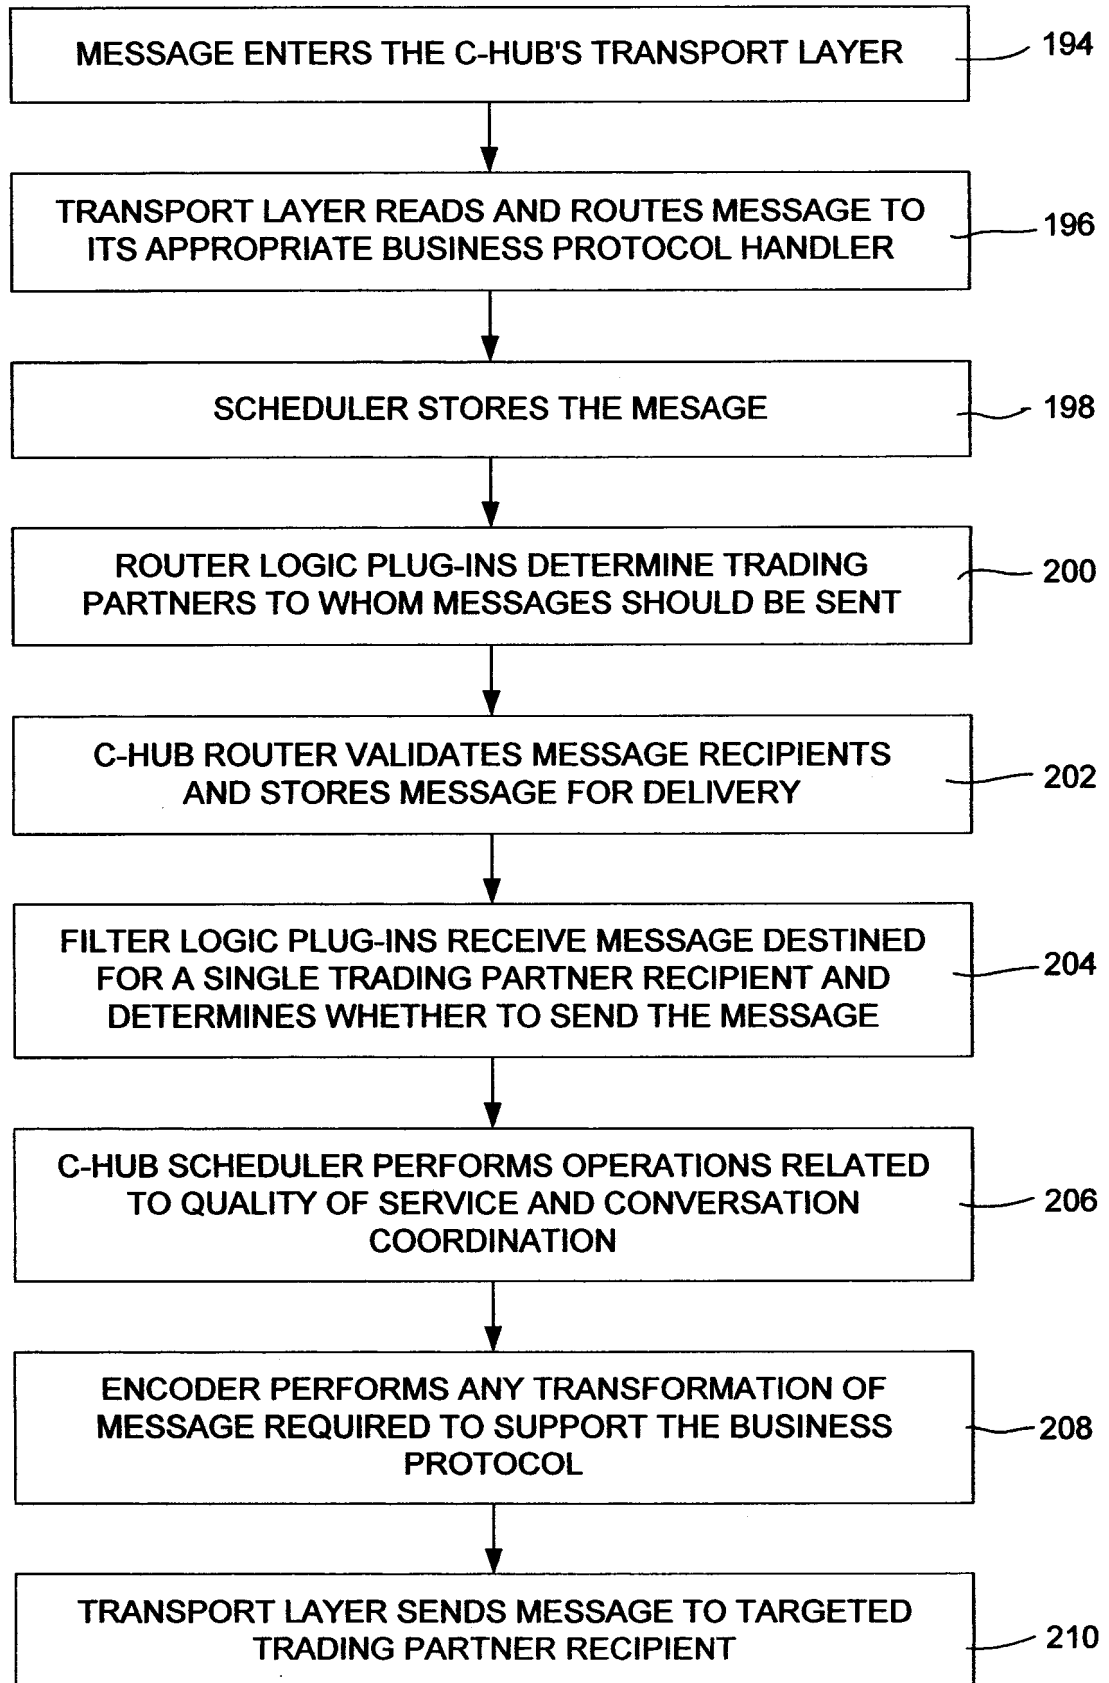 MESSAGE ENTERS THE C-HUB'S TRANSPORT LAYER
194
TRANSPORT LAYER READS AND ROUTES MESSAGE TO
ITS APPROPRIATE BUSINESS PROTOCOL HANDLER
196
SCHEDULER STORES THE MESAGE
198
ROUTER LOGIC PLUG-INS DETERMINE TRADING
PARTNERS TO WHOM MESSAGES SHOULD BE SENT
200
C-HUB ROUTER VALIDATES MESSAGE RECIPIENTS
AND STORES MESSAGE FOR DELIVERY
202
FILTER LOGIC PLUG-INS RECEIVE MESSAGE DESTINED
FOR A SINGLE TRADING PARTNER RECIPIENT AND
DETERMINES WHETHER TO SEND THE MESSAGE
204
C-HUB SCHEDULER PERFORMS OPERATIONS RELATED
TO QUALITY OF SERVICE AND CONVERSATION
COORDINATION
206
ENCODER PERFORMS ANY TRANSFORMATION OF
MESSAGE REQUIRED TO SUPPORT THE BUSINESS
PROTOCOL
208
TRANSPORT LAYER SENDS MESSAGE TO TARGETED
TRADING PARTNER RECIPIENT
210